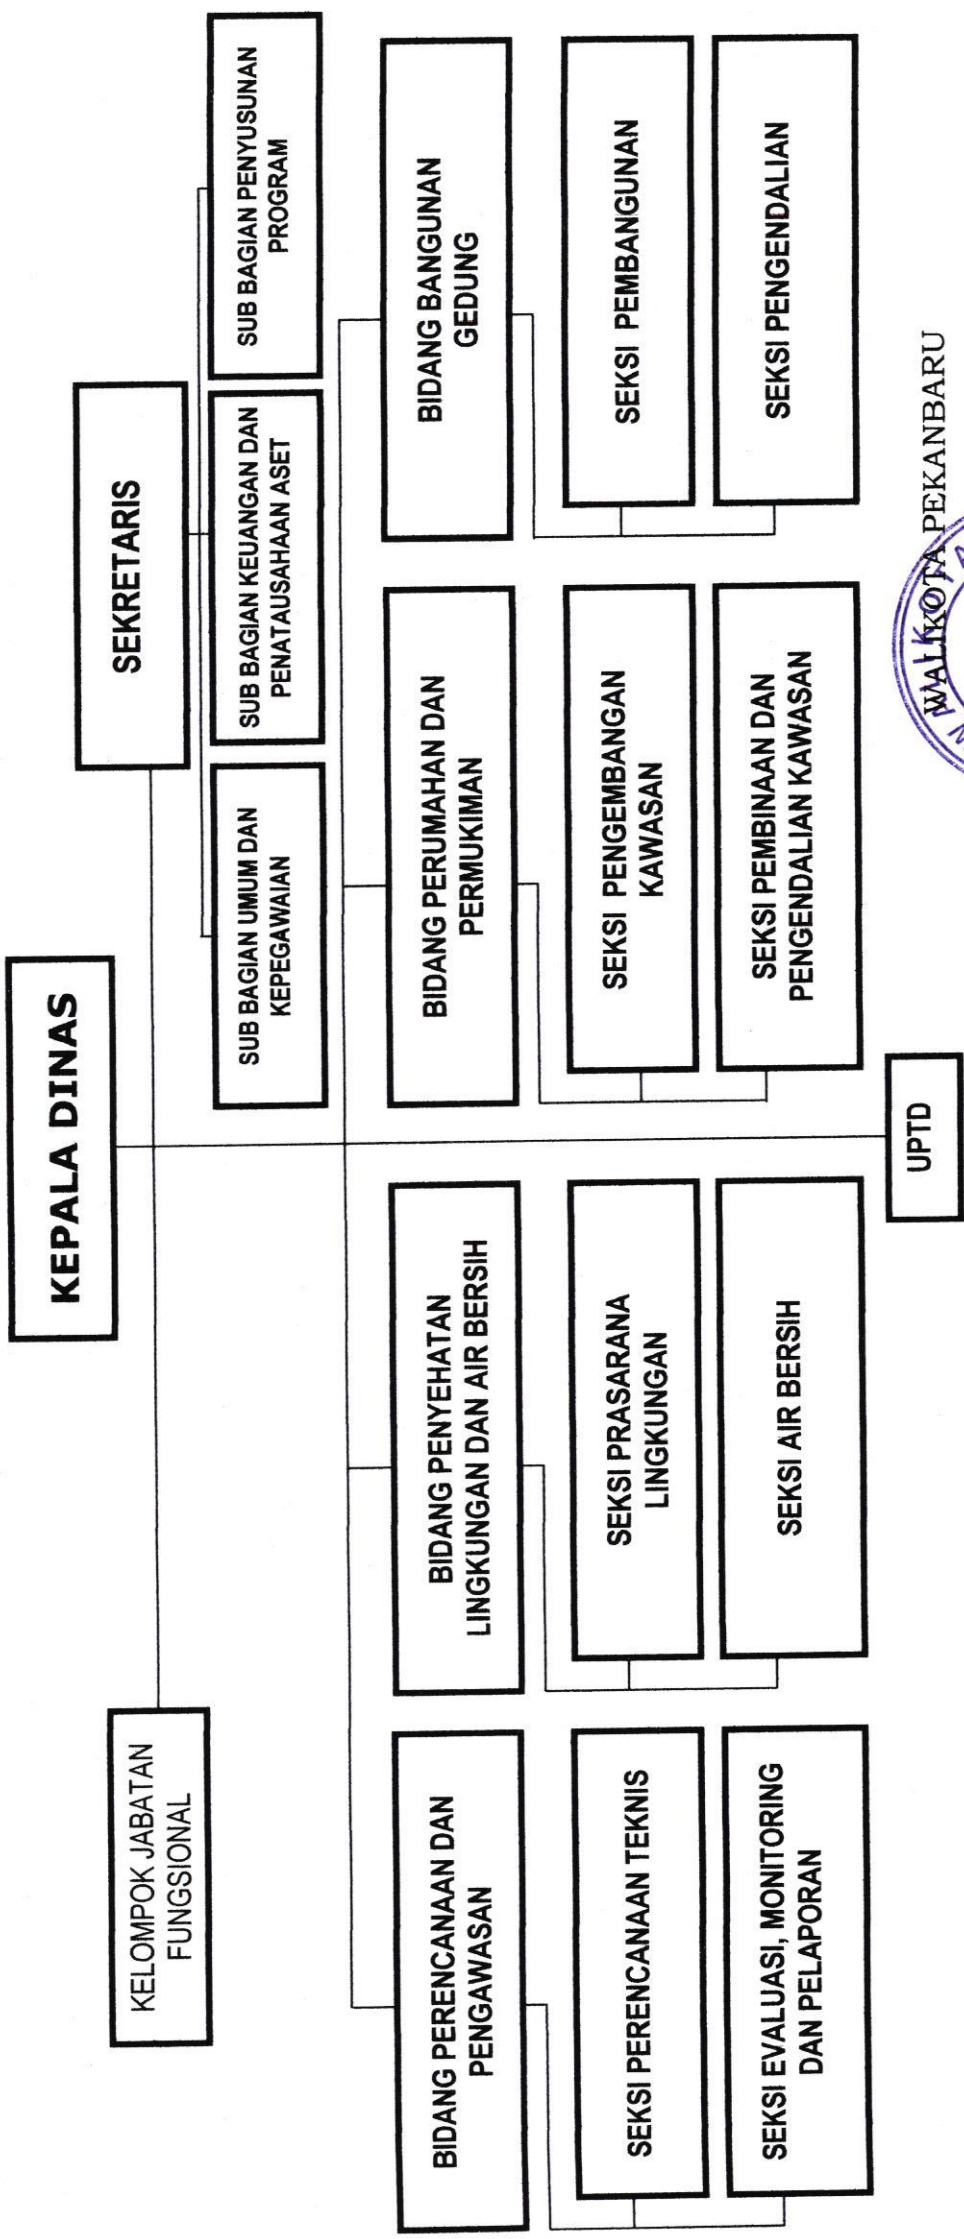 KEPALA DINAS
KELOMPOK JABATAN
FUNGSIONAL
SEKRETARIS
SUB BAGIAN UMUM DAN
KEPEGAWAIAN
SUB BAGIAN KEUANGAN DAN
PENATAUSAHAAN ASET
SUB BAGIAN PENYUSUNAN
PROGRAM
BIDANG PERENCANAAN DAN
PENGAWASAN
SEKSI PERENCANAAN TEKNIS
SEKSI EVALUASI, MONITORING
DAN PELAPORAN
BIDANG PENYEHATAN
LINGKUNGAN DAN AIR BERSIH
SEKSI PRASARANA
LINGKUNGAN
SEKSI AIR BERSIH
BIDANG PERUMAHAN DAN
PERMUKIMAN
SEKSI PENGEMBANGAN
KAWASAN
SEKSI PEMBINAAN DAN
PENGENDALIAN KAWASAN
BIDANG BANGUNAN
GEDUNG
SEKSI PEMBANGUNAN
SEKSI PENGENDALIAN
UPTD
WALIKOTA PEKANBARU